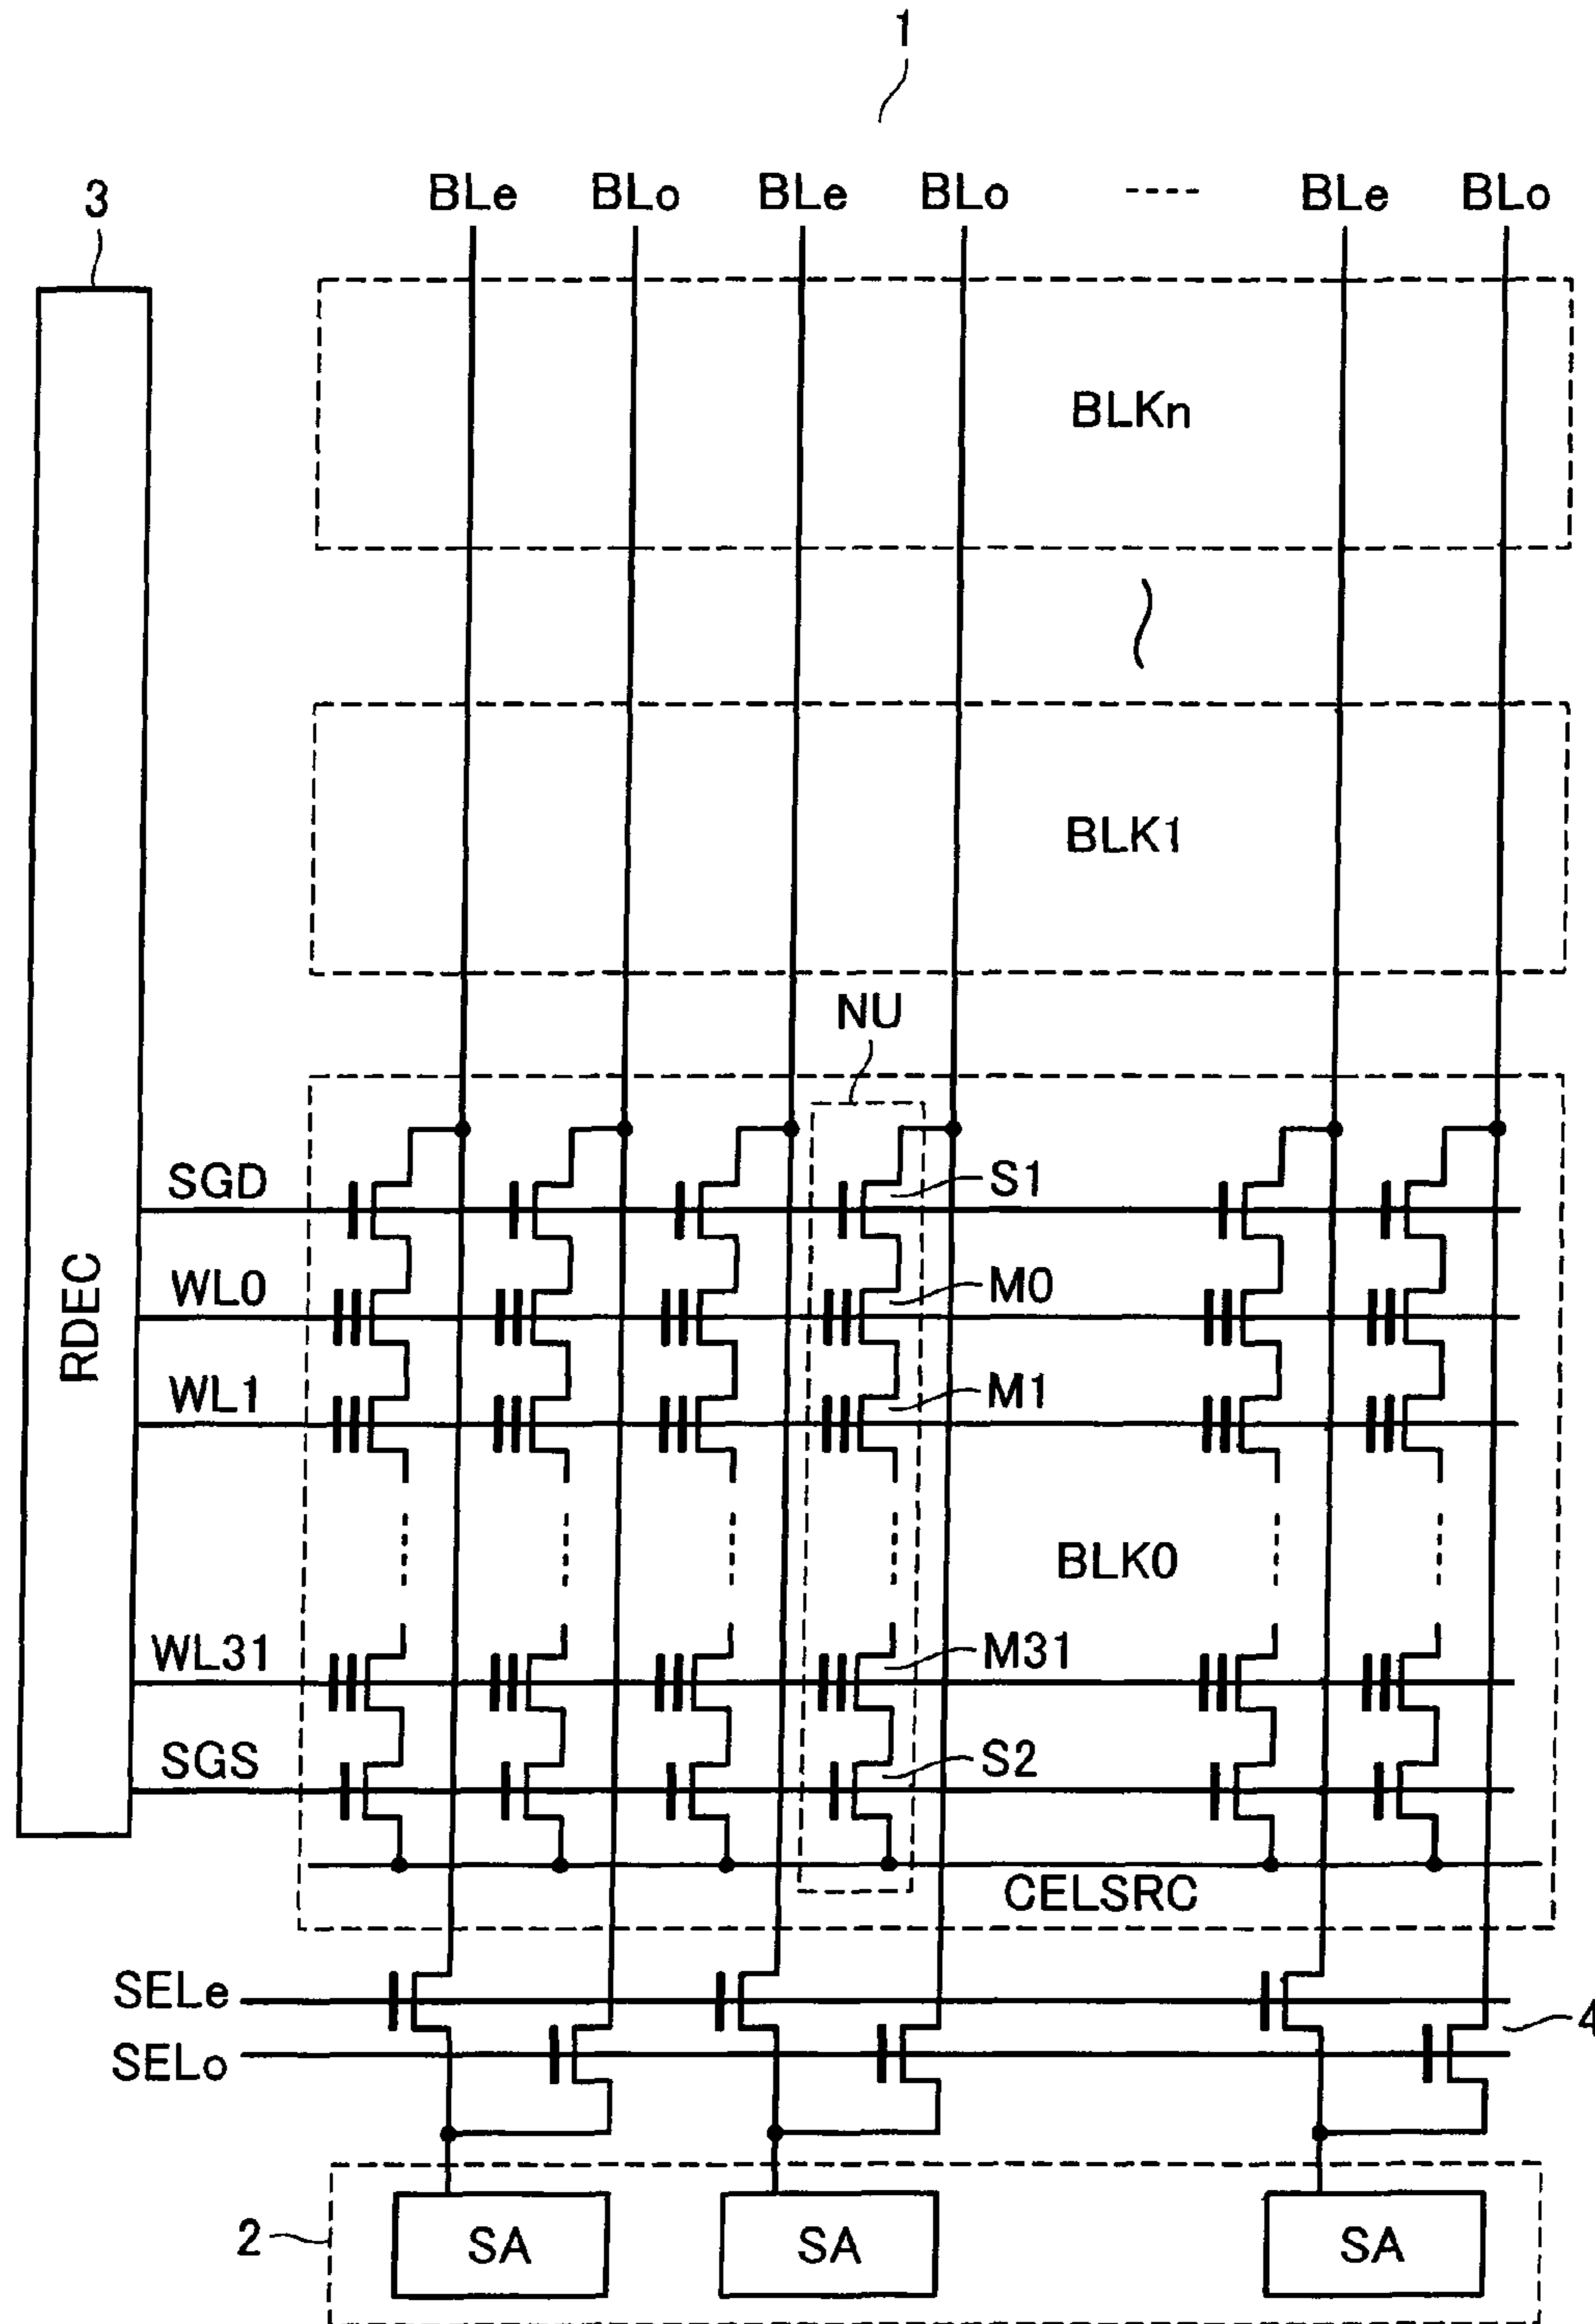 1
3
BLe BLo BLe BLo ---- BLe BLo
BLKn
BLK1
NU
SGD
S1
RDEC
WL0
M0
WL1
M1
BLK0
WL31
M31
SGS
S2
CELSRC
SELe
4
SELo
2
SA SA SA